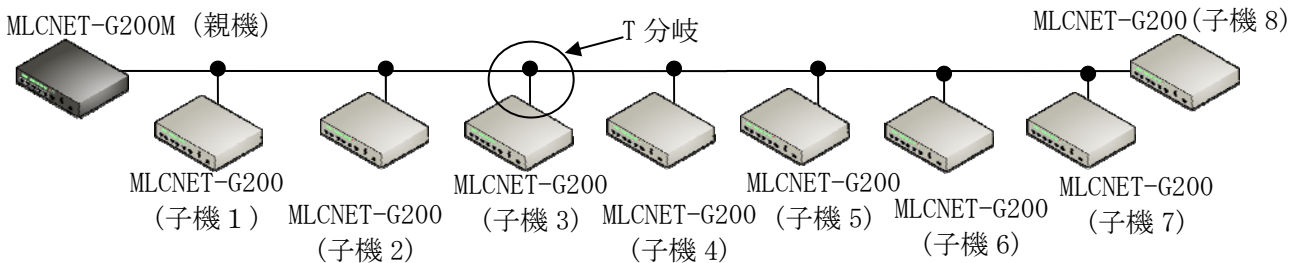 MLCNET-G200M (親機)
T 分岐
MLCNET-G200(子機 8)
MLCNET-G200
(子機１)
MLCNET-G200
(子機 2)
MLCNET-G200
(子機 3)
MLCNET-G200
(子機 4)
MLCNET-G200
(子機 5)
MLCNET-G200
(子機 6)
MLCNET-G200
(子機 7)